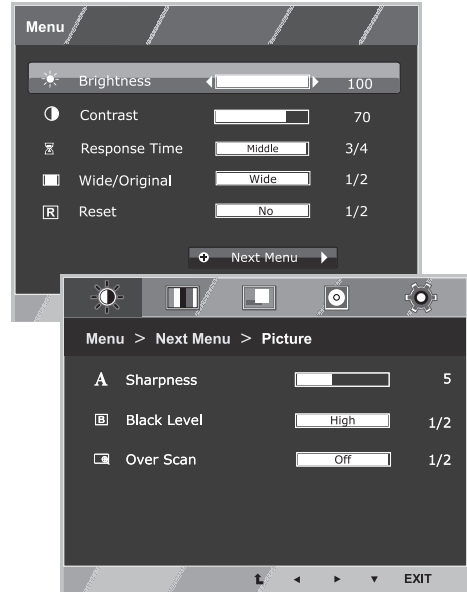 Menu
Brightness 100
Contrast 70
Response Time Middle 3/4
Wide/Original Wide 1/2
R Reset No 1/2
Next Menu
Menu > Next Menu > Picture
A Sharpness 5
B Black Level High 1/2
Over Scan Off 1/2
EXIT